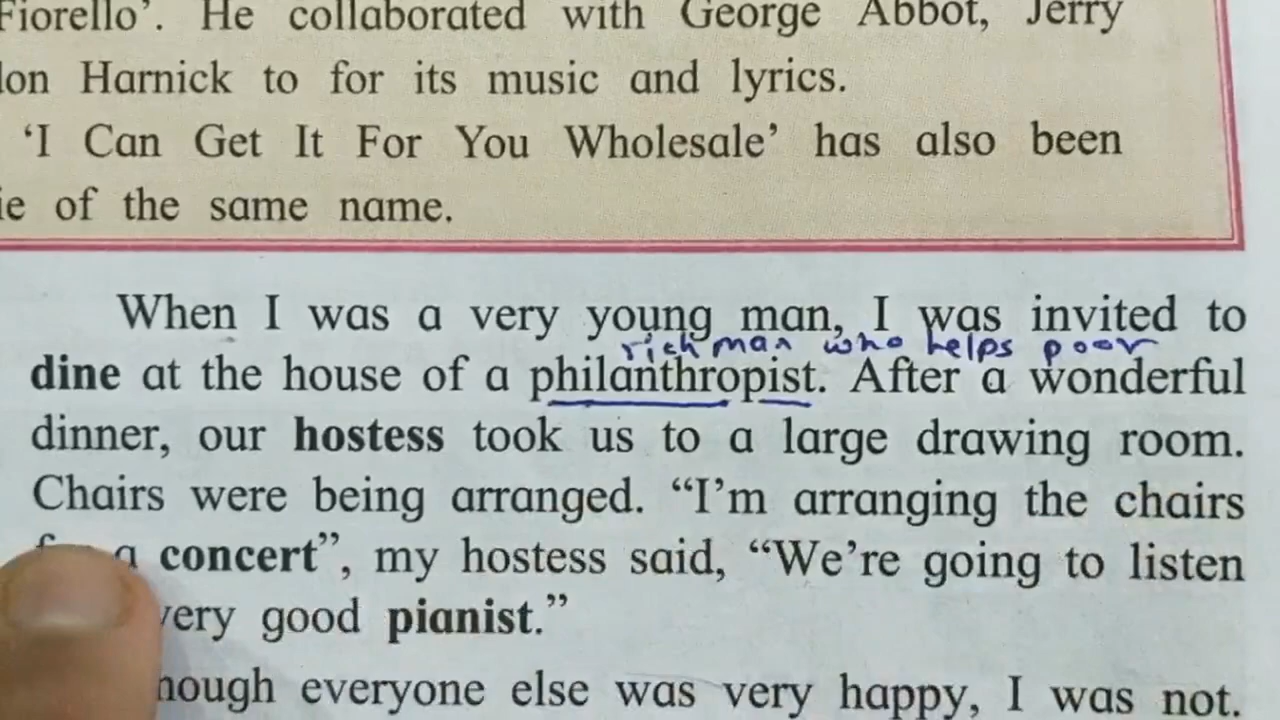 Fiorello’. He collaborated with George Abbot, Jerry
lon Harnick to for its music and lyrics.
‘I Can Get It For You Wholesale’ has also been
ie of the same name.
When I was a very young man, I was invited to
rich man who helps poor
dine at the house of a philanthropist. After a wonderful
dinner, our hostess took us to a large drawing room.
Chairs were being arranged. “I’m arranging the chairs
a concert”, my hostess said, “We’re going to listen
very good pianist.”
hough everyone else was very happy, I was not.